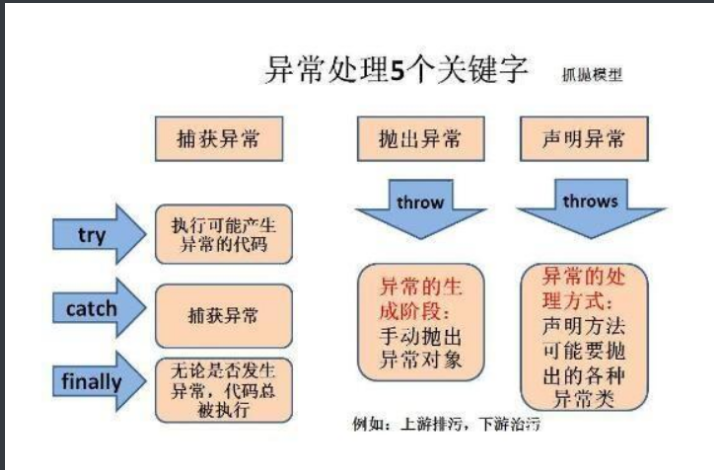 异常处理5个关键字 抓抛模型
捕获异常 抛出异常 声明异常
throw throws
try
执行可能产生
异常的代码
catch
捕获异常
finally
无论是否发生
异常，代码总
被执行
异常的生
成阶段：
手动抛出
异常对象
异常的处
理方式：
声明方法
可能要抛
出的各种
异常类
例如：上游排污，下游治污